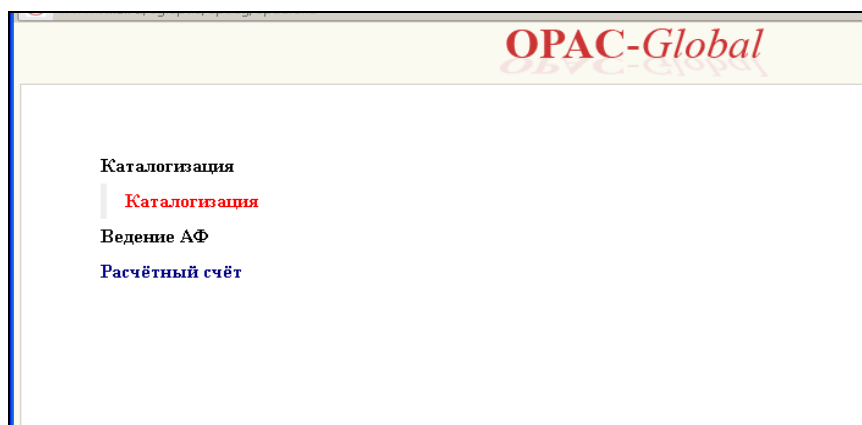 OPAC-Global
Каталогизация
Каталогизация
Ведение АФ
Расчётный счёт